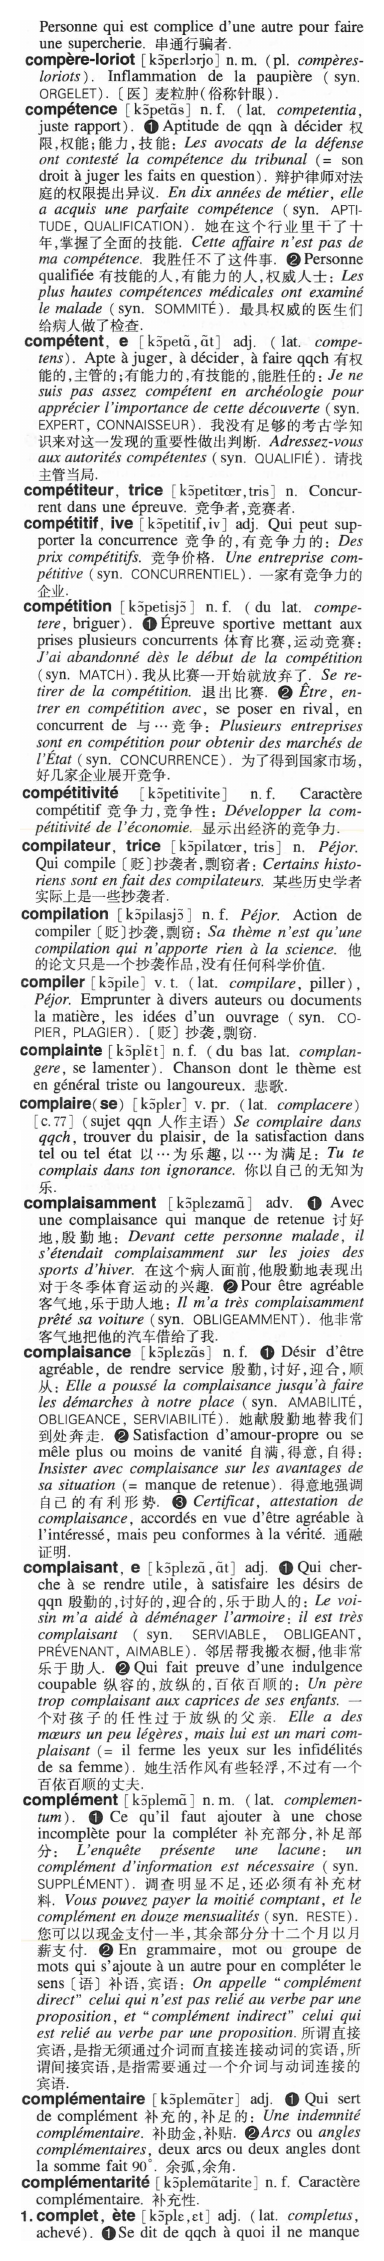 Personne qui est complice d'une autre pour faire
une supercherie. 串通行骗者.
compère-loriot [kɔ̃pɛrlɔrjo] n. m. (pl. compères-
loriots). Inflammation de la paupière (syn.
ORGELET). 〔医〕麦粒肿(俗称针眼).
compétence [kɔ̃petɑ̃s] n. f. (lat. competentia,
juste rapport). ❶ Aptitude de qqn à décider 权
限,权能;能力,技能: Les avocats de la défense
ont contesté la compétence du tribunal (= son
droit à juger les faits en question). 辩护律师对法
庭的权限提出异议. En dix années de métier, elle
a acquis une parfaite compétence (syn. APTI-
TUDE, QUALIFICATION). 她在这个行业里干了十
年,掌握了全面的技能. Cette affaire n'est pas de
ma compétence. 我胜任不了这件事. ❷ Personne
qualifiée 有技能的人,有能力的人,权威人士: Les
plus hautes compétences médicales ont examiné
le malade (syn. SOMMITÉ). 最具权威的医生们
给病人做了检查.
compétent, e [kɔ̃petɑ̃,ɑ̃t] adj. (lat. compe-
tens). Apte à juger, à décider, à faire qqch 有权
能的,主管的;有能力的,有技能的,能胜任的: Je ne
suis pas assez compétent en archéologie pour
apprécier l'importance de cette découverte (syn.
EXPERT, CONNAISSEUR). 我没有足够的考古学知
识来对这一发现的重要性做出判断. Adressez-vous
aux autorités compétentes (syn. QUALIFIÉ). 请找
主管当局.
compétiteur, trice [kɔ̃petitœr,tris] n. Concur-
rent dans une épreuve. 竞争者,竞赛者.
compétitif, ive [kɔ̃petitif,iv] adj. Qui peut sup-
porter la concurrence 竞争的,有竞争力的: Des
prix compétitifs. 竞争价格. Une entreprise com-
pétitive (syn. CONCURRENTIEL). 一家有竞争力的
企业.
compétition [kɔ̃petisjɔ̃] n. f. (du lat. compe-
tere, briguer). ❶ Épreuve sportive mettant aux
prises plusieurs concurrents 体育比赛,运动竞赛:
J'ai abandonné dès le début de la compétition
(syn. MATCH). 我从比赛一开始就放弃了. Se re-
tirer de la compétition. 退出比赛. ❷ Être, en-
trer en compétition avec, se poser en rival, en
concurrent de 与…竞争: Plusieurs entreprises
sont en compétition pour obtenir des marchés de
l'État (syn. CONCURRENCE). 为了得到国家市场,
好几家企业展开竞争.
compétitivité [kɔ̃petitivite] n. f. Caractère
compétitif 竞争力,竞争性: Développer la com-
pétitivité de l'économie. 显示出经济的竞争力.
compilateur, trice [kɔ̃pilatœr, tris] n. Péjor.
Qui compile 〔贬〕抄袭者,剽窃者: Certains histo-
riens sont en fait des compilateurs. 某些历史学者
实际上是一些抄袭者.
compilation [kɔ̃pilasjɔ̃] n. f. Péjor. Action de
compiler 〔贬〕抄袭,剽窃: Sa thème n'est qu'une
compilation qui n'apporte rien à la science. 他
的论文只是一个抄袭作品,没有任何科学价值.
compiler [kɔ̃pile] v. t. (lat. compilare, piller),
Péjor. Emprunter à divers auteurs ou documents
la matière, les idées d'un ouvrage (syn. CO-
PIER, PLAGIER). 〔贬〕抄袭,剽窃.
complainte [kɔ̃plɛ̃t] n. f. (du bas lat. complan-
gere, se lamenter). Chanson dont le thème est
en général triste ou langoureux. 悲歌.
complaire(se) [kɔ̃plɛr] v. pr. (lat. complacere)
[c. 77] (sujet qqn 人作主语) Se complaire dans
qqch, trouver du plaisir, de la satisfaction dans
tel ou tel état 以…为乐趣,以…为满足: Tu te
complais dans ton ignorance. 你以自己的无知为
乐.
complaisamment [kɔ̃plɛzamɑ̃] adv. ❶ Avec
une complaisance qui manque de retenue 讨好
地,殷勤地: Devant cette personne malade, il
s'étendait complaisamment sur les joies des
sports d'hiver. 在这个病人面前,他殷勤地表现出
对于冬季体育运动的兴趣. ❷ Pour être agréable
客气地,乐于助人地: Il m'a très complaisamment
prêté sa voiture (syn. OBLIGEAMMENT). 他非常
客气地把他的汽车借给了我.
complaisance [kɔ̃plɛzɑ̃s] n. f. ❶ Désir d'être
agréable, de rendre service 殷勤,讨好,迎合,顺
从: Elle a poussé la complaisance jusqu'à faire
les démarches à notre place (syn. AMABILITÉ,
OBLIGEANCE, SERVIABILITÉ). 她献殷勤地替我们
到处奔走. ❷ Satisfaction d'amour-propre ou se
mêle plus ou moins de vanité 自满,得意,自得:
Insister avec complaisance sur les avantages de
sa situation (= manque de retenue). 得意地强调
自己的有利形势. ❸ Certificat, attestation de
complaisance, accordés en vue d'être agréable à
l'intéressé, mais peu conformes à la vérité. 通融
证明.
complaisant, e [kɔ̃plɛzɑ̃, ɑ̃t] adj. ❶ Qui cher-
che à se rendre utile, à satisfaire les désirs de
qqn 殷勤的,讨好的,迎合的,乐于助人的: Le voi-
sin m'a aidé à déménager l'armoire; il est très
complaisant ( syn. SERVIABLE, OBLIGEANT,
PRÉVENANT, AIMABLE). 邻居帮我搬衣橱,他非常
乐于助人. ❷ Qui fait preuve d'une indulgence
coupable 纵容的,放纵的,百依百顺的: Un père
trop complaisant aux caprices de ses enfants. 一
个对孩子的任性过于放纵的父亲. Elle a des
mœurs un peu légères, mais lui est un mari com-
plaisant (= il ferme les yeux sur les infidélités
de sa femme). 她生活作风有些轻浮,不过有一个
百依百顺的丈夫.
complément [kɔ̃plemɑ̃] n. m. (lat. complemen-
tum). ❶ Ce qu'il faut ajouter à une chose
incomplète pour la compléter 补充部分,补足部
分: L'enquête présente une lacune: un
complément d'information est nécessaire (syn.
SUPPLÉMENT). 调查明显不足,还必须有补充材
料. Vous pouvez payer la moitié comptant, et le
complément en douze mensualités (syn. RESTE).
您可以以现金支付一半,其余部分分十二个月以月
薪支付. ❷ En grammaire, mot ou groupe de
mots qui s'ajoute à un autre pour en compléter le
sens [语] 补语,宾语: On appelle "complément
direct" celui qui n'est pas relié au verbe par une
proposition, et "complément indirect" celui qui
est relié au verbe par une proposition. 所谓直接
宾语,是指无须通过介词而直接连接动词的宾语,所
谓间接宾语,是指需要通过一个介词与动词连接的
宾语.
complémentaire [kɔ̃plemɑ̃tɛr] adj. ❶ Qui sert
de complément 补充的,补足的: Une indemnité
complémentaire. 补助金,补贴. ❷ Arcs ou angles
complémentaires, deux arcs ou deux angles dont
la somme fait 90°. 余弧,余角.
complémentarité [kɔ̃plemɑ̃tarite] n. f. Caractère
complémentaire. 补充性.
1. complet, ète [kɔ̃plɛ,ɛt] adj. (lat. completus,
achevé). ❶ Se dit de qqch à quoi il ne manque